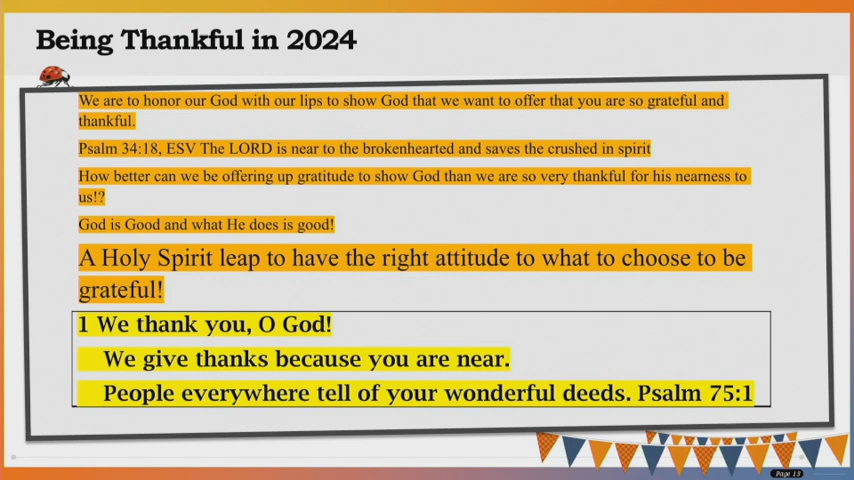 Being Thankful in 2024
We are to honor our God with our lips to show God that we want to offer that you are so grateful and
thankful.
Psalm 34:18, ESV The LORD is near to the brokenhearted and saves the crushed in spirit
How better can we be offering up gratitude to show God than we are so very thankful for his nearness to
us!?
God is Good and what He does is good!
A Holy Spirit leap to have the right attitude to what to choose to be
grateful!
1 We thank you, O God!
We give thanks because you are near.
People everywhere tell of your wonderful deeds. Psalm 75:1
Page 13